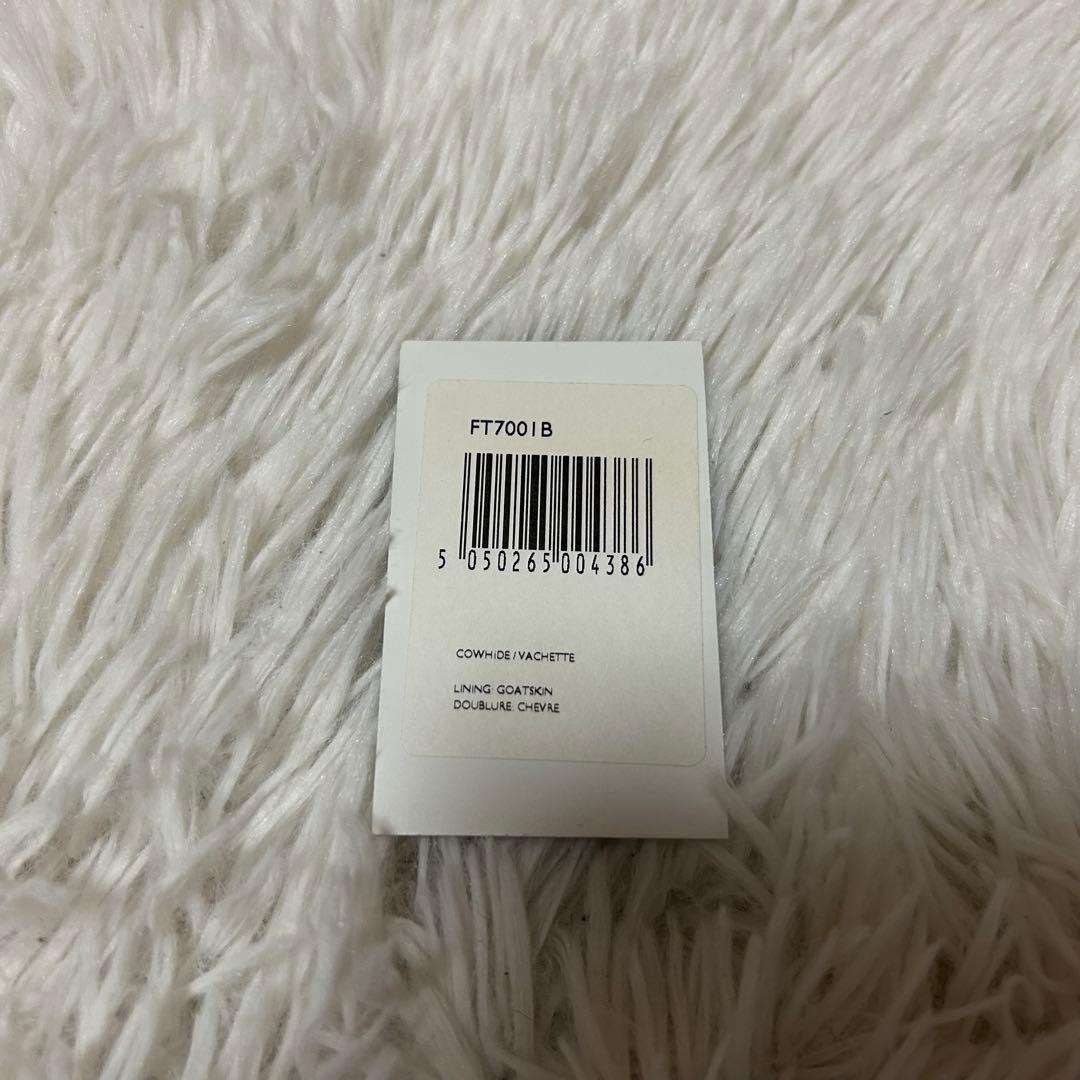 FT7001B
5 050265 004386
COWHIDE/VACHETTE
LINING: GOATSKIN
DOUBLURE: CHEVRE